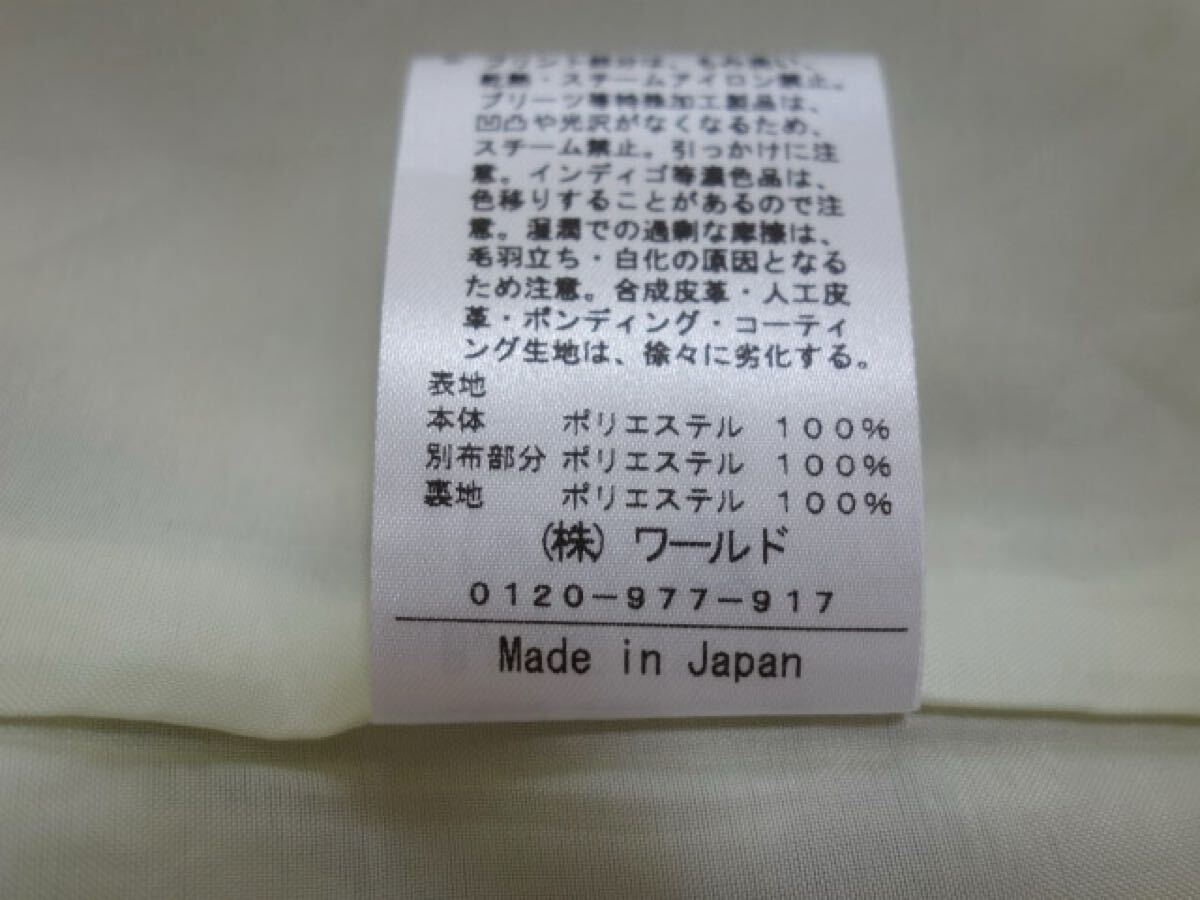 プリント部分は、もみ洗い、
乾熱・スチームアイロン禁止。
プリーツ等特殊加工製品は、
凹凸や光沢がなくなるため、
スチーム禁止。引っかけに注
意。インディゴ等濃色品は、
色移りすることがあるので注
意。湿潤での過剰な摩擦は、
毛羽立ち・白化の原因となる
ため注意。合成皮革・人工皮
革・ボンディング・コーティ
ング生地は、徐々に劣化する。
表地
本体 ポリエステル 100%
別布部分 ポリエステル 100%
裏地 ポリエステル 100%
(株)ワールド
0120-977-917
Made in Japan